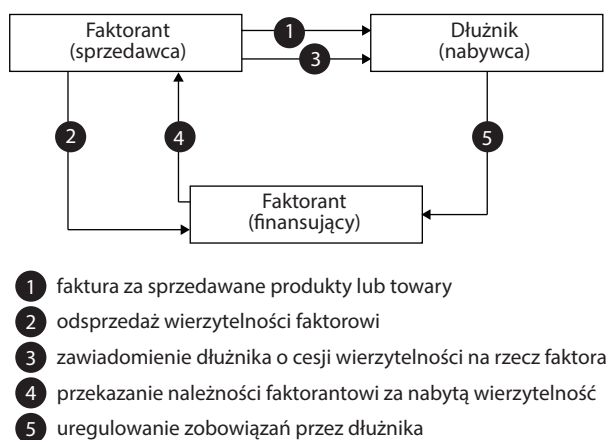 Faktorant
(sprzedawca)
1
Dłużnik
(nabywca)
3
2
4
5
Faktorant
(finansujący)
1 faktura za sprzedawane produkty lub towary
2 odsprzedaż wierzytelności faktorowi
3 zawiadomienie dłużnika o cesji wierzytelności na rzecz faktora
4 przekazanie należności faktorantowi za nabytą wierzytelność
5 uregulowanie zobowiązań przez dłużnika